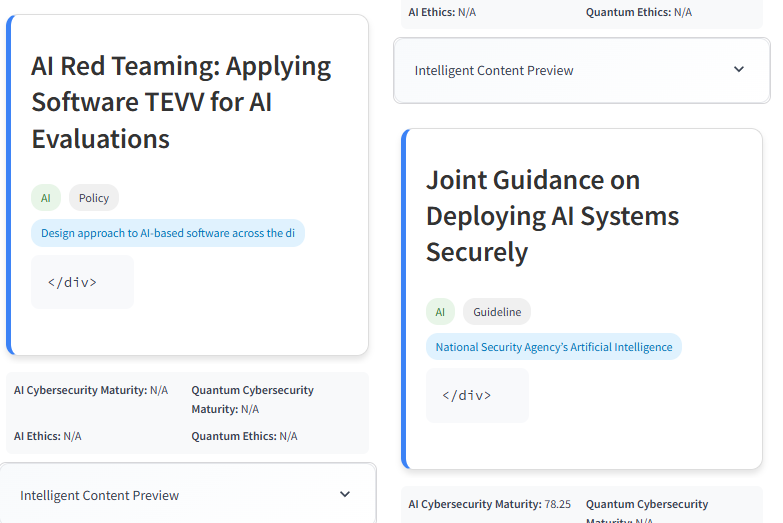 AI Red Teaming: Applying
Software TEVV for AI
Evaluations
AI
Policy
Design approach to AI-based software across the di
</div>
AI Cybersecurity Maturity: N/A
Quantum Cybersecurity
Maturity: N/A
AI Ethics: N/A
Quantum Ethics: N/A
Intelligent Content Preview
AI Ethics: N/A
Quantum Ethics: N/A
Intelligent Content Preview
Joint Guidance on
Deploying AI Systems
Securely
AI
Guideline
National Security Agency’s Artificial Intelligence
</div>
AI Cybersecurity Maturity: 78.25
Quantum Cybersecurity
Maturity: N/A